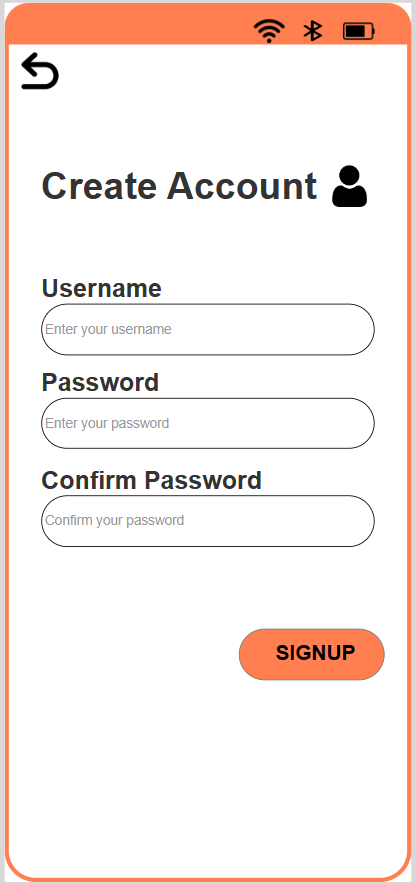 Create Account
Username
Enter your username
Password
Enter your password
Confirm Password
Confirm your password
SIGNUP